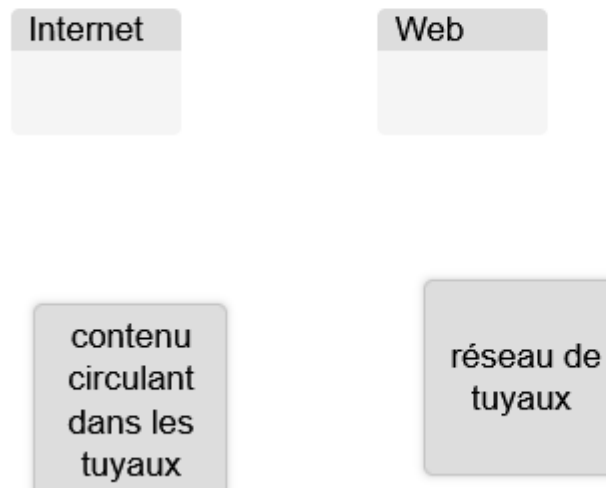 Internet
Web
contenu
circulant
dans les
tuyaux
réseau de
tuyaux